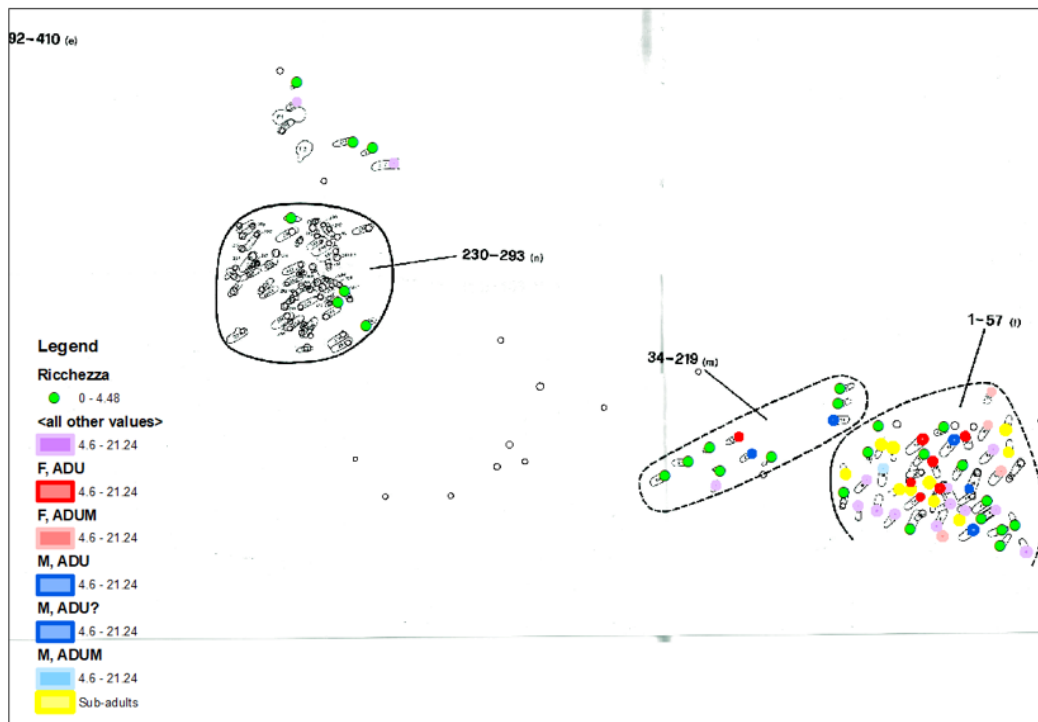 92-410 (e)
230-293 (n)
34-219 (m)
1-57 (l)
Legend
Ricchezza
0 - 4.48
<all other values>
4.6 - 21.24
F, ADU
4.6 - 21.24
F, ADUM
4.6 - 21.24
M, ADU
4.6 - 21.24
M, ADU?
4.6 - 21.24
M, ADUM
4.6 - 21.24
Sub-adults